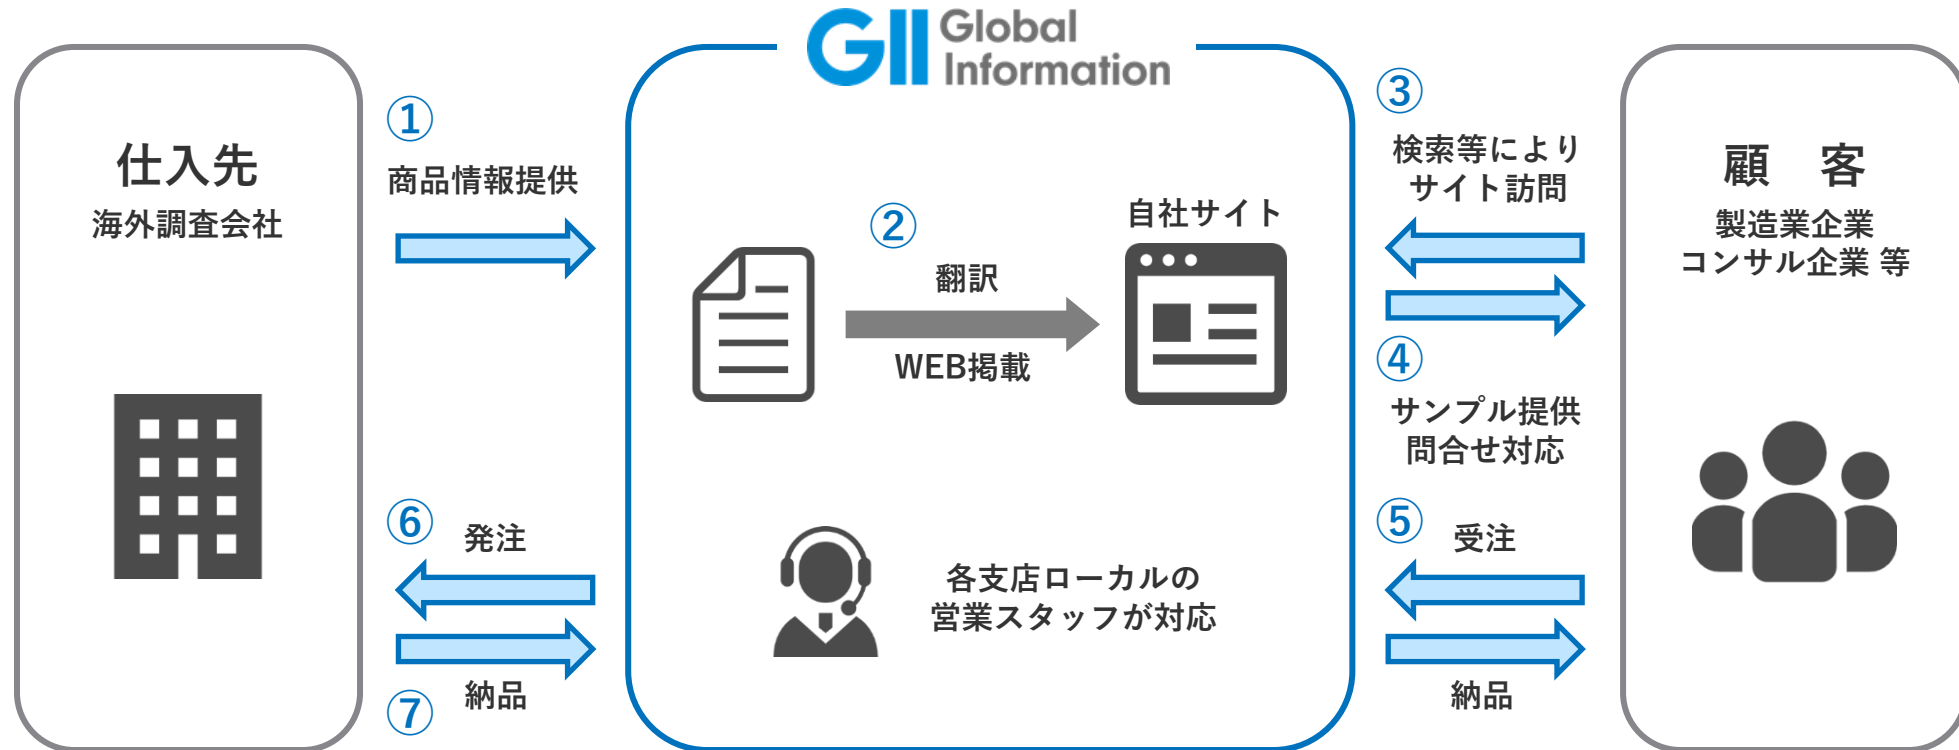 GII Global
Information
仕入先
海外調査会社
①
商品情報提供
②
翻訳
WEB掲載
自社サイト
③
検索等により
サイト訪問
④
サンプル提供
問合せ対応
顧　客
製造業企業
コンサル企業 等
⑤
受注
納品
各支店ローカルの
営業スタッフが対応
⑥
発注
⑦
納品